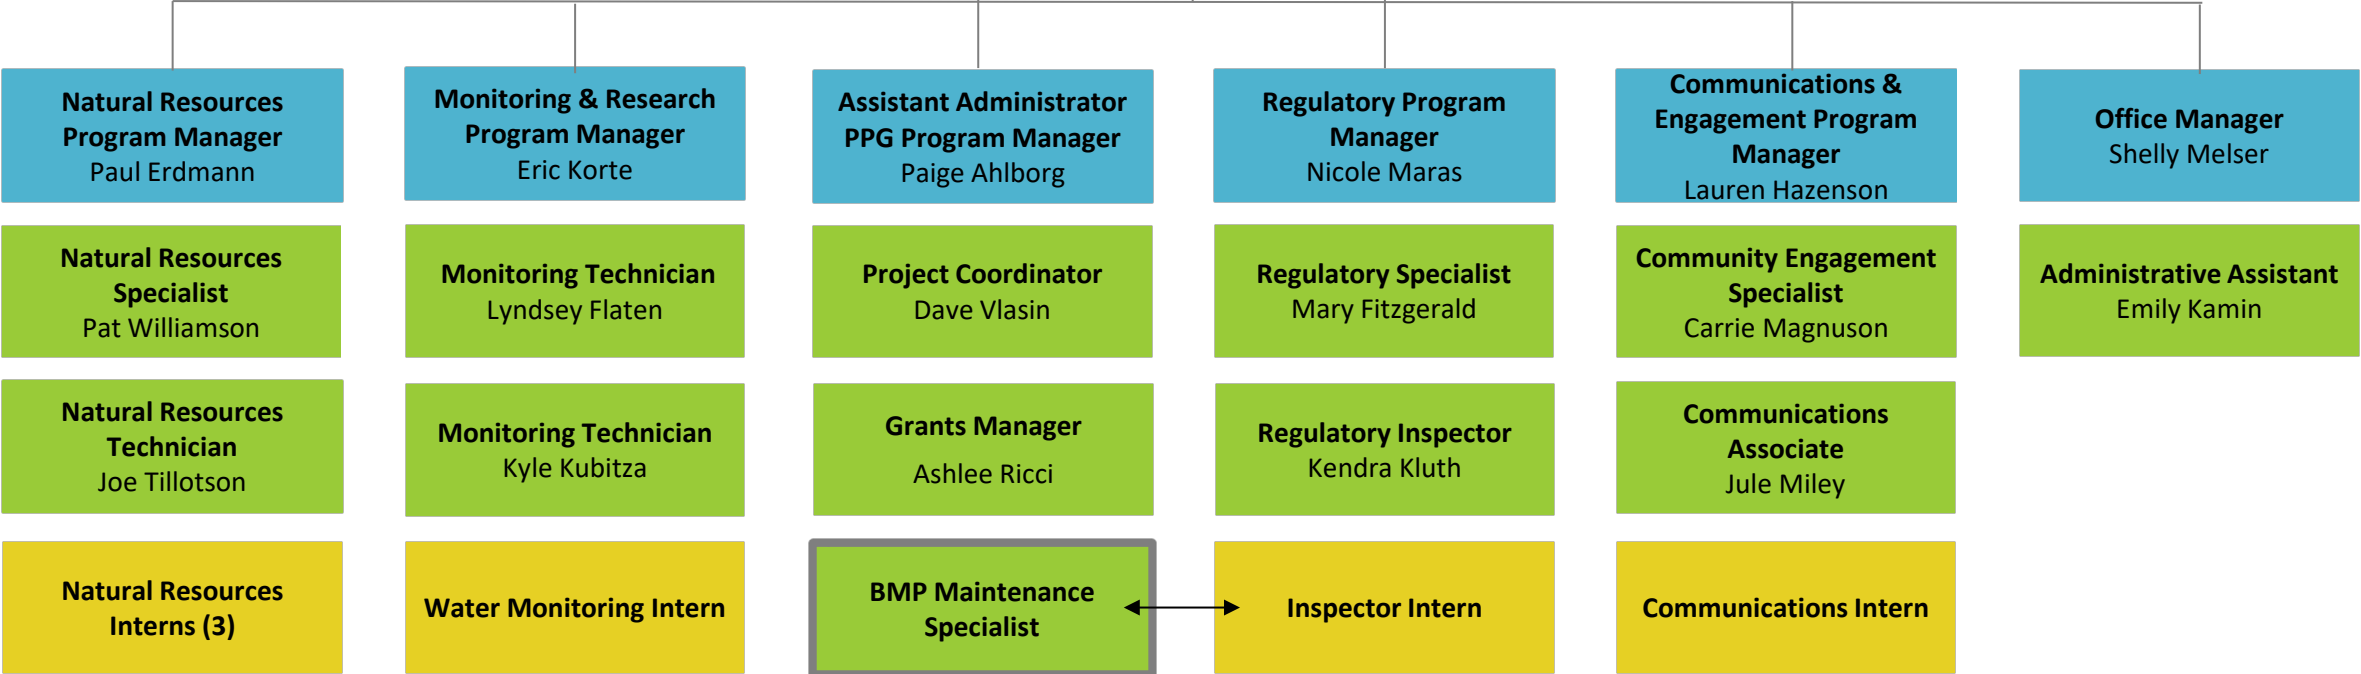 Natural Resources
Program Manager
Paul Erdmann
Monitoring & Research
Program Manager
Eric Korte
Assistant Administrator
PPG Program Manager
Paige Ahlborg
Regulatory Program
Manager
Nicole Maras
Communications &
Engagement Program
Manager
Lauren Hazenson
Office Manager
Shelly Melser
Natural Resources
Specialist
Pat Williamson
Monitoring Technician
Lyndsey Flaten
Project Coordinator
Dave Vlasin
Regulatory Specialist
Mary Fitzgerald
Community Engagement
Specialist
Carrie Magnuson
Administrative Assistant
Emily Kamin
Natural Resources
Technician
Joe Tillotson
Monitoring Technician
Kyle Kubitza
Grants Manager
Ashlee Ricci
Regulatory Inspector
Kendra Kluth
Communications
Associate
Jule Miley
Natural Resources
Interns (3)
Water Monitoring Intern
BMP Maintenance
Specialist
Inspector Intern
Communications Intern